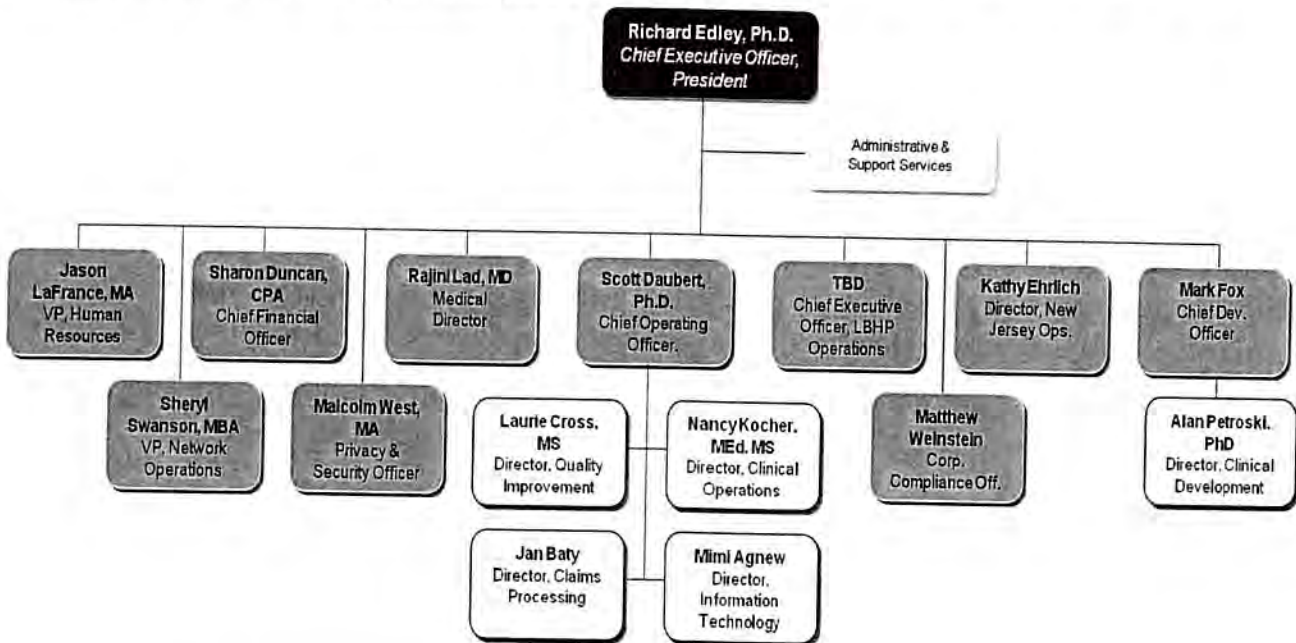 Richard Edley, Ph.D.
Chief Executive Officer,
President
Administrative &
Support Services
Jason
LaFrance, MA
VP, Human
Resources
Sharon Duncan,
CPA
Chief Financial
Officer
Rajini Lad, MD
Medical
Director
Scott Daubert,
Ph.D.
Chief Operating
Officer.
TBD
Chief Executive
Officer, LBHP
Operations
Kathy Ehrlich
Director, New
Jersey Ops.
Mark Fox
Chief Dev.
Officer
Sheryl
Swanson, MBA
VP, Network
Operations
Malcolm West,
MA
Privacy &
Security Officer
Laurie Cross,
MS
Director, Quality
Improvement
Nancy Kocher,
MEd, MS
Director, Clinical
Operations
Matthew
Weinstein
Corp.
Compliance Off.
Alan Petroski,
PhD
Director, Clinical
Development
Jan Baty
Director, Claims
Processing
Mimi Agnew
Director,
Information
Technology